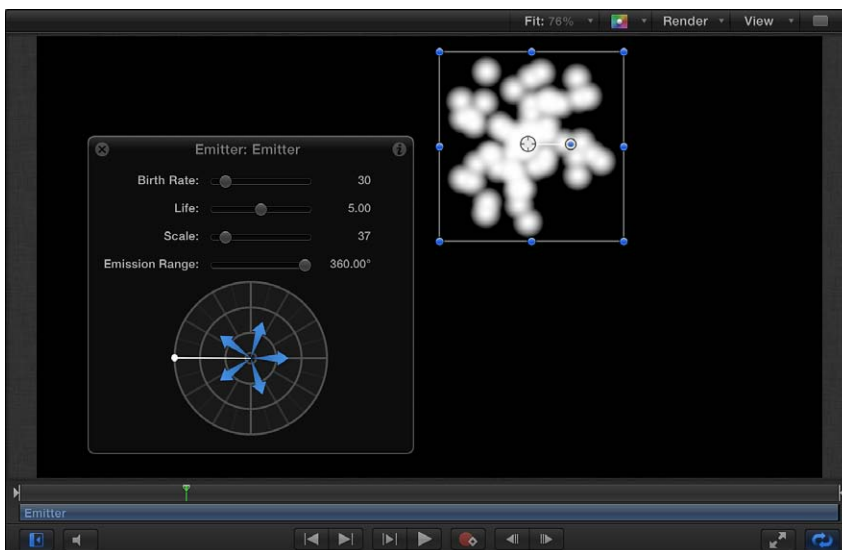 Fit: 76% Render View
Emitter: Emitter
Birth Rate: 30
Life: 5.00
Scale: 37
Emission Range: 360.00°
Emitter